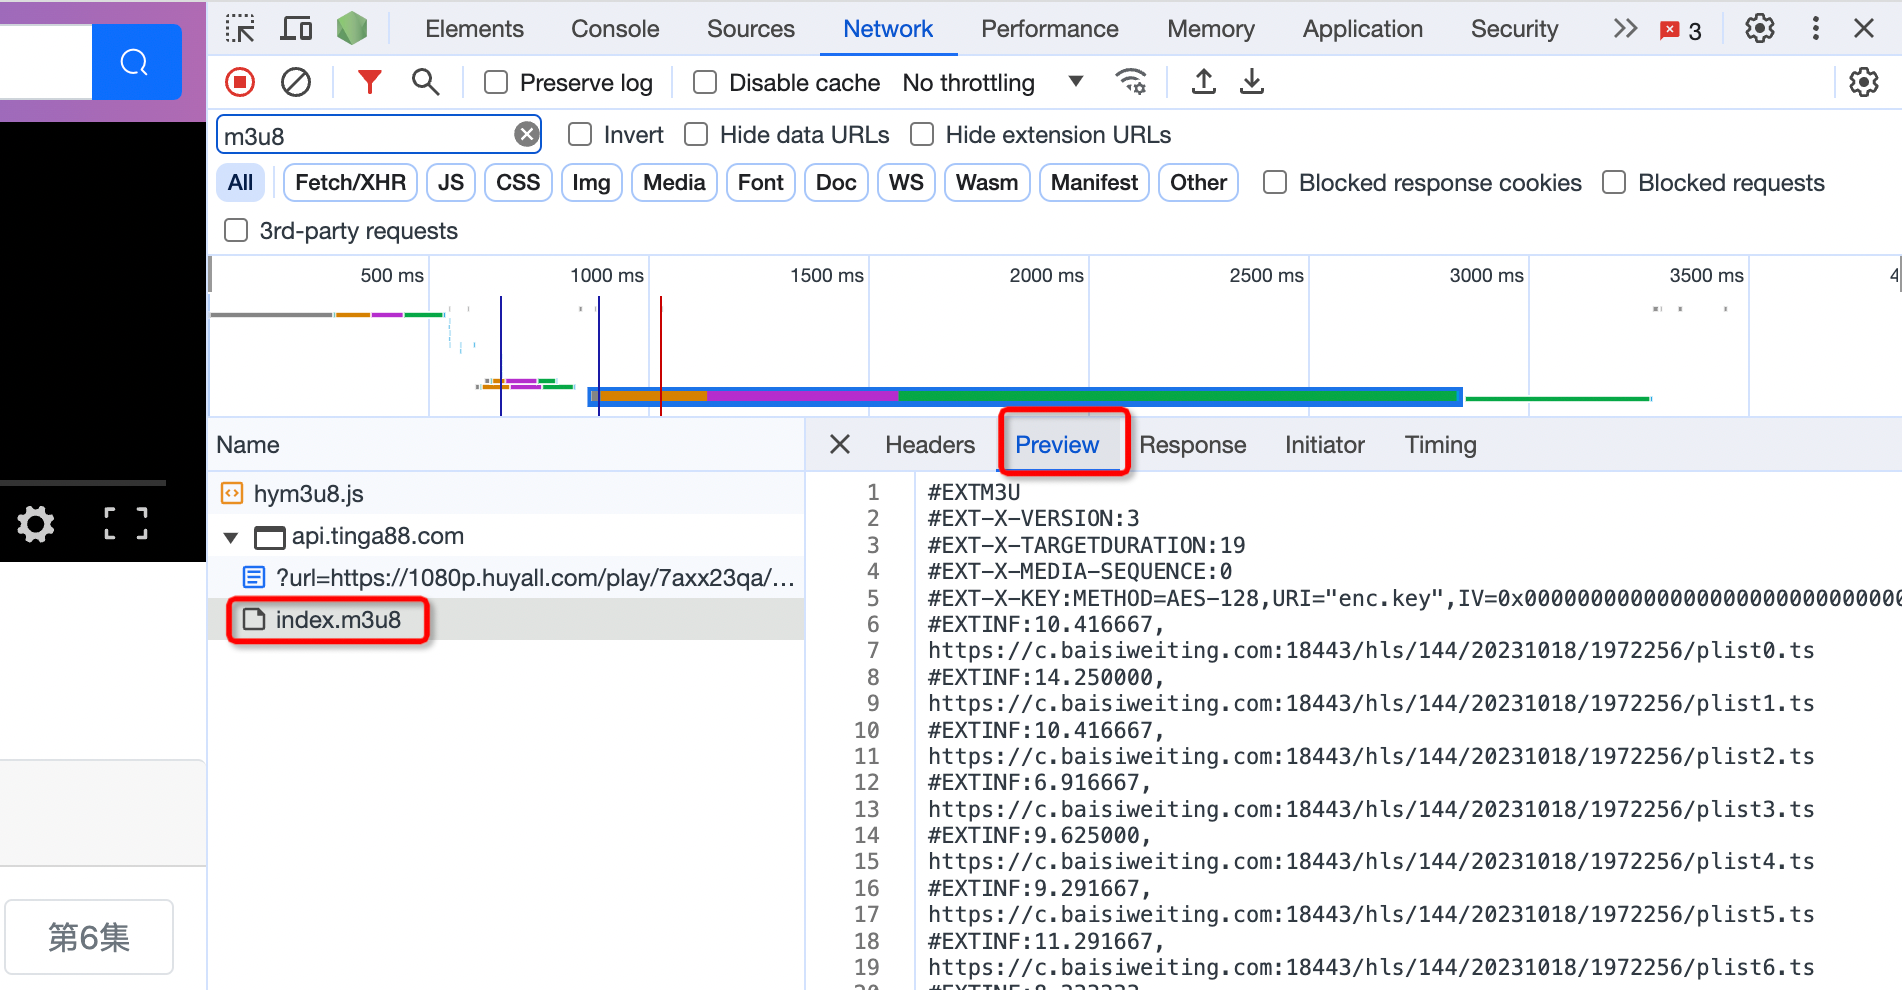 Elements Console Sources Network Performance Memory Application Security 3
Preserve log Disable cache No throttling
m3u8 Invert Hide data URLs Hide extension URLs
All Fetch/XHR JS CSS Img Media Font Doc WS Wasm Manifest Other Blocked response cookies Blocked requests
3rd-party requests
500 ms 1000 ms 1500 ms 2000 ms 2500 ms 3000 ms 3500 ms
Name
hym3u8.js
api.tinga88.com
?url=https://1080p.huyall.com/play/7axx23qa/…
index.m3u8
Headers Preview Response Initiator Timing
1 #EXTM3U
2 #EXT-X-VERSION:3
3 #EXT-X-TARGETDURATION:19
4 #EXT-X-MEDIA-SEQUENCE:0
5 #EXT-X-KEY:METHOD=AES-128,URI="enc.key",IV=0x00000000000000000000000000000
6 #EXTINF:10.416667,
7 https://c.baisiweiting.com:18443/hls/144/20231018/1972256/plist0.ts
8 #EXTINF:14.250000,
9 https://c.baisiweiting.com:18443/hls/144/20231018/1972256/plist1.ts
10 #EXTINF:10.416667,
11 https://c.baisiweiting.com:18443/hls/144/20231018/1972256/plist2.ts
12 #EXTINF:6.916667,
13 https://c.baisiweiting.com:18443/hls/144/20231018/1972256/plist3.ts
14 #EXTINF:9.625000,
15 https://c.baisiweiting.com:18443/hls/144/20231018/1972256/plist4.ts
16 #EXTINF:9.291667,
17 https://c.baisiweiting.com:18443/hls/144/20231018/1972256/plist5.ts
18 #EXTINF:11.291667,
19 https://c.baisiweiting.com:18443/hls/144/20231018/1972256/plist6.ts
第6集